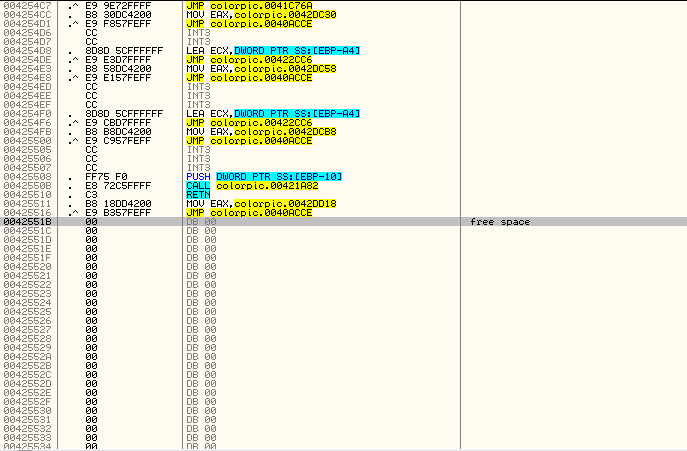 004254C7 .^ E9 9E72FFFF JMP colorpic.0041C76A
004254CC . B8 30DC4200 MOV EAX,colorpic.0042DC30
004254D1 .^ E9 F857FEFF JMP colorpic.0040ACCE
004254D6 CC INT3
004254D7 CC INT3
004254D8 . 8D8D 5CFFFFFF LEA ECX,DWORD PTR SS:[EBP-A4]
004254DE .^ E9 E3D7FFFF JMP colorpic.00422CC6
004254E3 . B8 58DC4200 MOV EAX,colorpic.0042DC58
004254E8 .^ E9 E157FEFF JMP colorpic.0040ACCE
004254ED CC INT3
004254EE CC INT3
004254EF CC INT3
004254F0 . 8D8D 5CFFFFFF LEA ECX,DWORD PTR SS:[EBP-A4]
004254F6 .^ E9 CBD7FFFF JMP colorpic.00422CC6
004254FB . B8 B8DC4200 MOV EAX,colorpic.0042DCB8
00425500 .^ E9 C957FEFF JMP colorpic.0040ACCE
00425505 CC INT3
00425506 CC INT3
00425507 CC INT3
00425508 . FF75 F0 PUSH DWORD PTR SS:[EBP-10]
0042550B . E8 72C5FFFF CALL colorpic.00421A82
00425510 . C3 RETN
00425511 . B8 18DD4200 MOV EAX,colorpic.0042DD18
00425516 .^ E9 B357FEFF JMP colorpic.0040ACCE
0042551B 00 DB 00 free space
0042551C 00 DB 00
0042551D 00 DB 00
0042551E 00 DB 00
0042551F 00 DB 00
00425520 00 DB 00
00425521 00 DB 00
00425522 00 DB 00
00425523 00 DB 00
00425524 00 DB 00
00425525 00 DB 00
00425526 00 DB 00
00425527 00 DB 00
00425528 00 DB 00
00425529 00 DB 00
0042552A 00 DB 00
0042552B 00 DB 00
0042552C 00 DB 00
0042552D 00 DB 00
0042552E 00 DB 00
0042552F 00 DB 00
00425530 00 DB 00
00425531 00 DB 00
00425532 00 DB 00
00425533 00 DB 00
00425534 00 DB 00